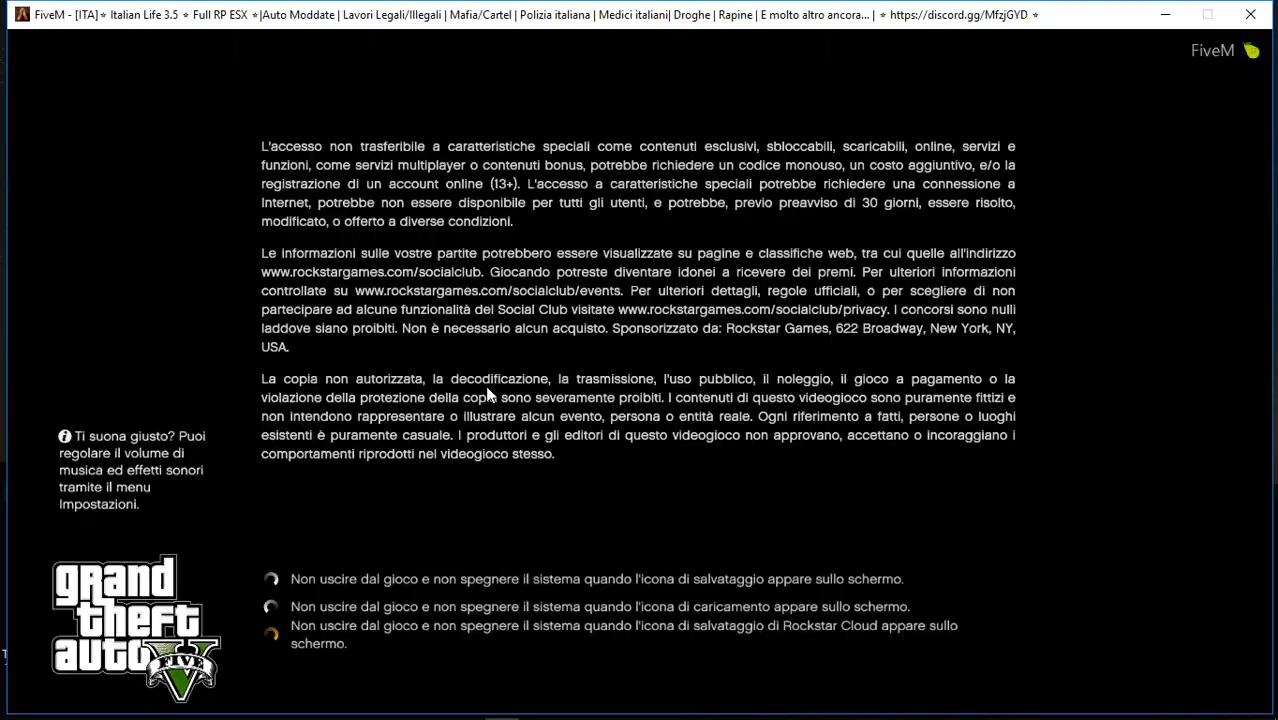 FiveM - [ITA]⭐ Italian Life 3.5 ⭐ Full RP ESX ⭐|Auto Moddate | Lavori Legali/Illegali | Mafia/Cartel | Polizia italiana | Medici italiani| Droghe | Rapine | E molto altro ancora... | ⭐ https://discord.gg/MfzjGYD ⭐
FiveM
L'accesso non trasferibile a caratteristiche speciali come contenuti esclusivi, sbloccabili, scaricabili, online, servizi e
funzioni, come servizi multiplayer o contenuti bonus, potrebbe richiedere un codice monouso, un costo aggiuntivo, e/o la
registrazione di un account online (13+). L'accesso a caratteristiche speciali potrebbe richiedere una connessione a
Internet, potrebbe non essere disponibile per tutti gli utenti, e potrebbe, previo preavviso di 30 giorni, essere risolto,
modificato, o offerto a diverse condizioni.
Le informazioni sulle vostre partite potrebbero essere visualizzate su pagine e classifiche web, tra cui quelle all'indirizzo
www.rockstargames.com/socialclub. Giocando potreste diventare idonei a ricevere dei premi. Per ulteriori informazioni
controllate su www.rockstargames.com/socialclub/events. Per ulteriori dettagli, regole ufficiali, o per scegliere di non
partecipare ad alcune funzionalità del Social Club visitate www.rockstargames.com/socialclub/privacy. I concorsi sono nulli
laddove siano proibiti. Non è necessario alcun acquisto. Sponsorizzato da: Rockstar Games, 622 Broadway, New York, NY,
USA.
La copia non autorizzata, la decodificazione, la trasmissione, l'uso pubblico, il noleggio, il gioco a pagamento o la
violazione della protezione della copia sono severamente proibiti. I contenuti di questo videogioco sono puramente fittizi e
non intendono rappresentare o illustrare alcun evento, persona o entità reale. Ogni riferimento a fatti, persone o luoghi
esistenti è puramente casuale. I produttori e gli editori di questo videogioco non approvano, accettano o incoraggiano i
comportamenti riprodotti nel videogioco stesso.
Ti suona giusto? Puoi
regolare il volume di
musica ed effetti sonori
tramite il menu
Impostazioni.
grand
theft
auto
FIVE
Non uscire dal gioco e non spegnere il sistema quando l'icona di salvataggio appare sullo schermo.
Non uscire dal gioco e non spegnere il sistema quando l'icona di caricamento appare sullo schermo.
Non uscire dal gioco e non spegnere il sistema quando l'icona di salvataggio di Rockstar Cloud appare sullo
schermo.